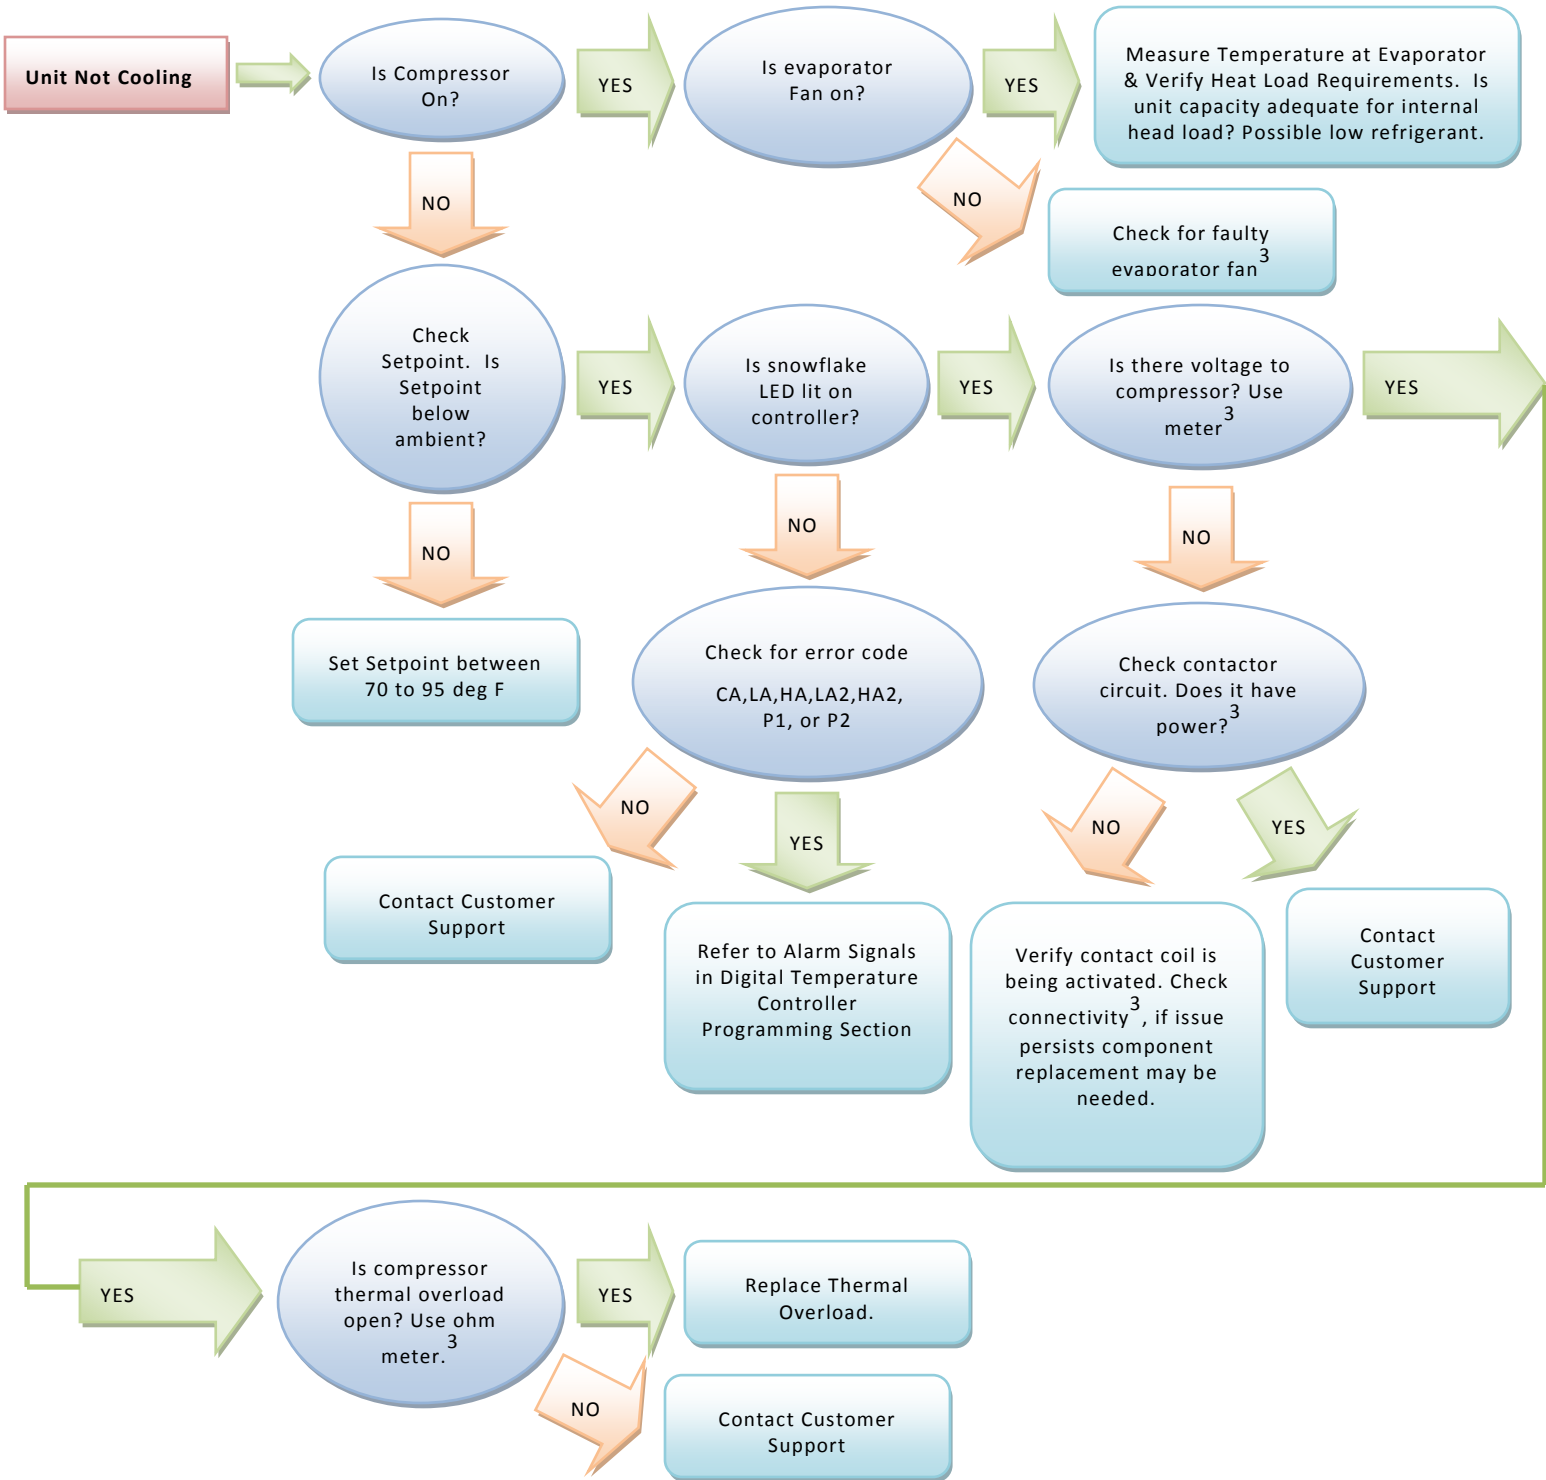 Unit Not Cooling
Is Compressor
On?
YES
Is evaporator
Fan on?
YES
Measure Temperature at Evaporator
& Verify Heat Load Requirements. Is
unit capacity adequate for internal
head load? Possible low refrigerant.
NO
NO
Check for faulty
evaporator fan3
Check
Setpoint. Is
Setpoint
below
ambient?
YES
Is snowflake
LED lit on
controller?
YES
Is there voltage to
compressor? Use
meter3
YES
NO
NO
NO
Set Setpoint between
70 to 95 deg F
Check for error code
CA,LA,HA,LA2,HA2,
P1, or P2
Check contactor
circuit. Does it have
power?3
NO
YES
NO
YES
Contact Customer
Support
Refer to Alarm Signals
in Digital Temperature
Controller
Programming Section
Verify contact coil is
being activated. Check
connectivity3, if issue
persists component
replacement may be
needed.
Contact
Customer
Support
YES
Is compressor
thermal overload
open? Use ohm
meter.3
YES
Replace Thermal
Overload.
NO
Contact Customer
Support